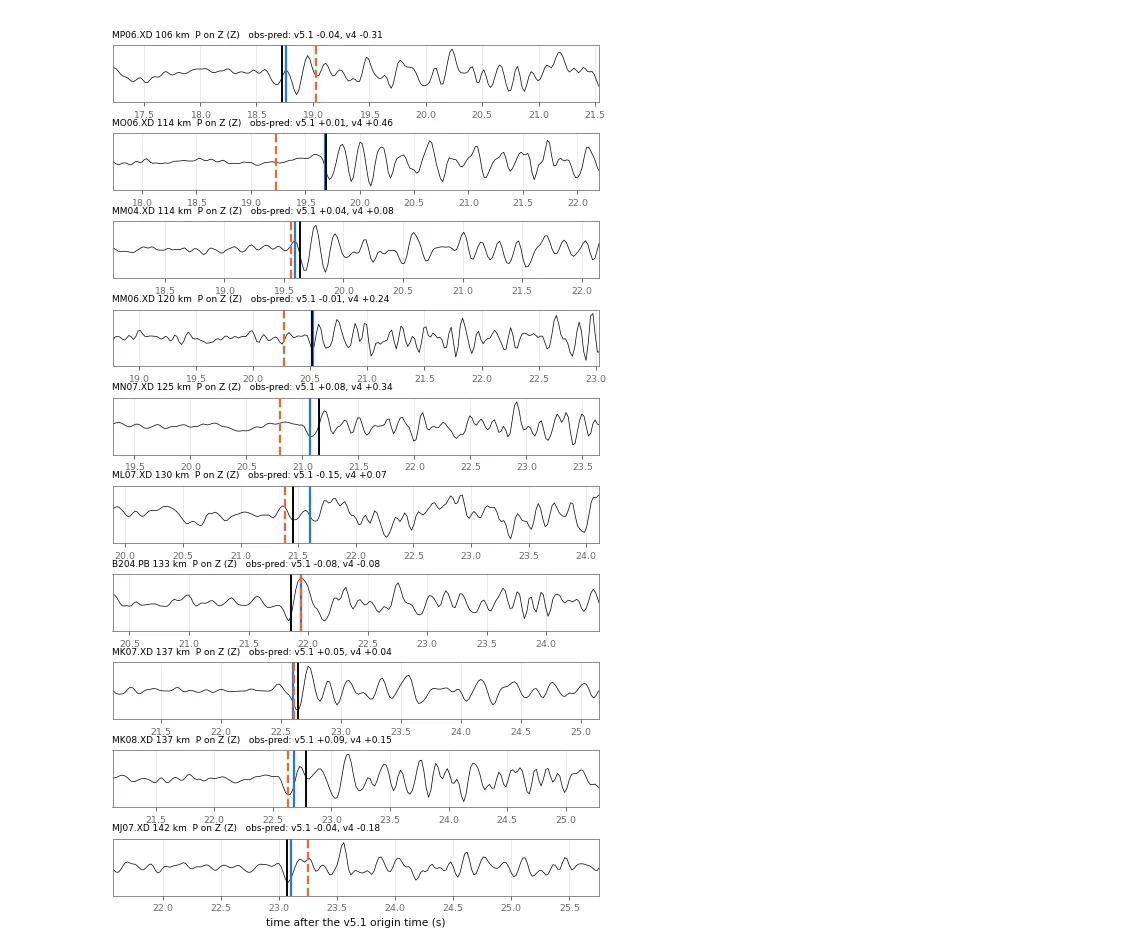 MP06.XD 106 km P on Z (Z) obs-pred: v5.1 -0.04, v4 -0.31
17.5 18.0 18.5 19.0 19.5 20.0 20.5 21.0 21.5
MO06.XD 114 km P on Z (Z) obs-pred: v5.1 +0.01, v4 +0.46
18.0 18.5 19.0 19.5 20.0 20.5 21.0 21.5 22.0
MM04.XD 114 km P on Z (Z) obs-pred: v5.1 +0.04, v4 +0.08
18.5 19.0 19.5 20.0 20.5 21.0 21.5 22.0
MM06.XD 120 km P on Z (Z) obs-pred: v5.1 -0.01, v4 +0.24
19.0 19.5 20.0 20.5 21.0 21.5 22.0 22.5 23.0
MN07.XD 125 km P on Z (Z) obs-pred: v5.1 +0.08, v4 +0.34
19.5 20.0 20.5 21.0 21.5 22.0 22.5 23.0 23.5
ML07.XD 130 km P on Z (Z) obs-pred: v5.1 -0.15, v4 +0.07
20.0 20.5 21.0 21.5 22.0 22.5 23.0 23.5 24.0
B204.PB 133 km P on Z (Z) obs-pred: v5.1 -0.08, v4 -0.08
20.5 21.0 21.5 22.0 22.5 23.0 23.5 24.0
MK07.XD 137 km P on Z (Z) obs-pred: v5.1 +0.05, v4 +0.04
21.5 22.0 22.5 23.0 23.5 24.0 24.5 25.0
MK08.XD 137 km P on Z (Z) obs-pred: v5.1 +0.09, v4 +0.15
21.5 22.0 22.5 23.0 23.5 24.0 24.5 25.0
MJ07.XD 142 km P on Z (Z) obs-pred: v5.1 -0.04, v4 -0.18
22.0 22.5 23.0 23.5 24.0 24.5 25.0 25.5
time after the v5.1 origin time (s)